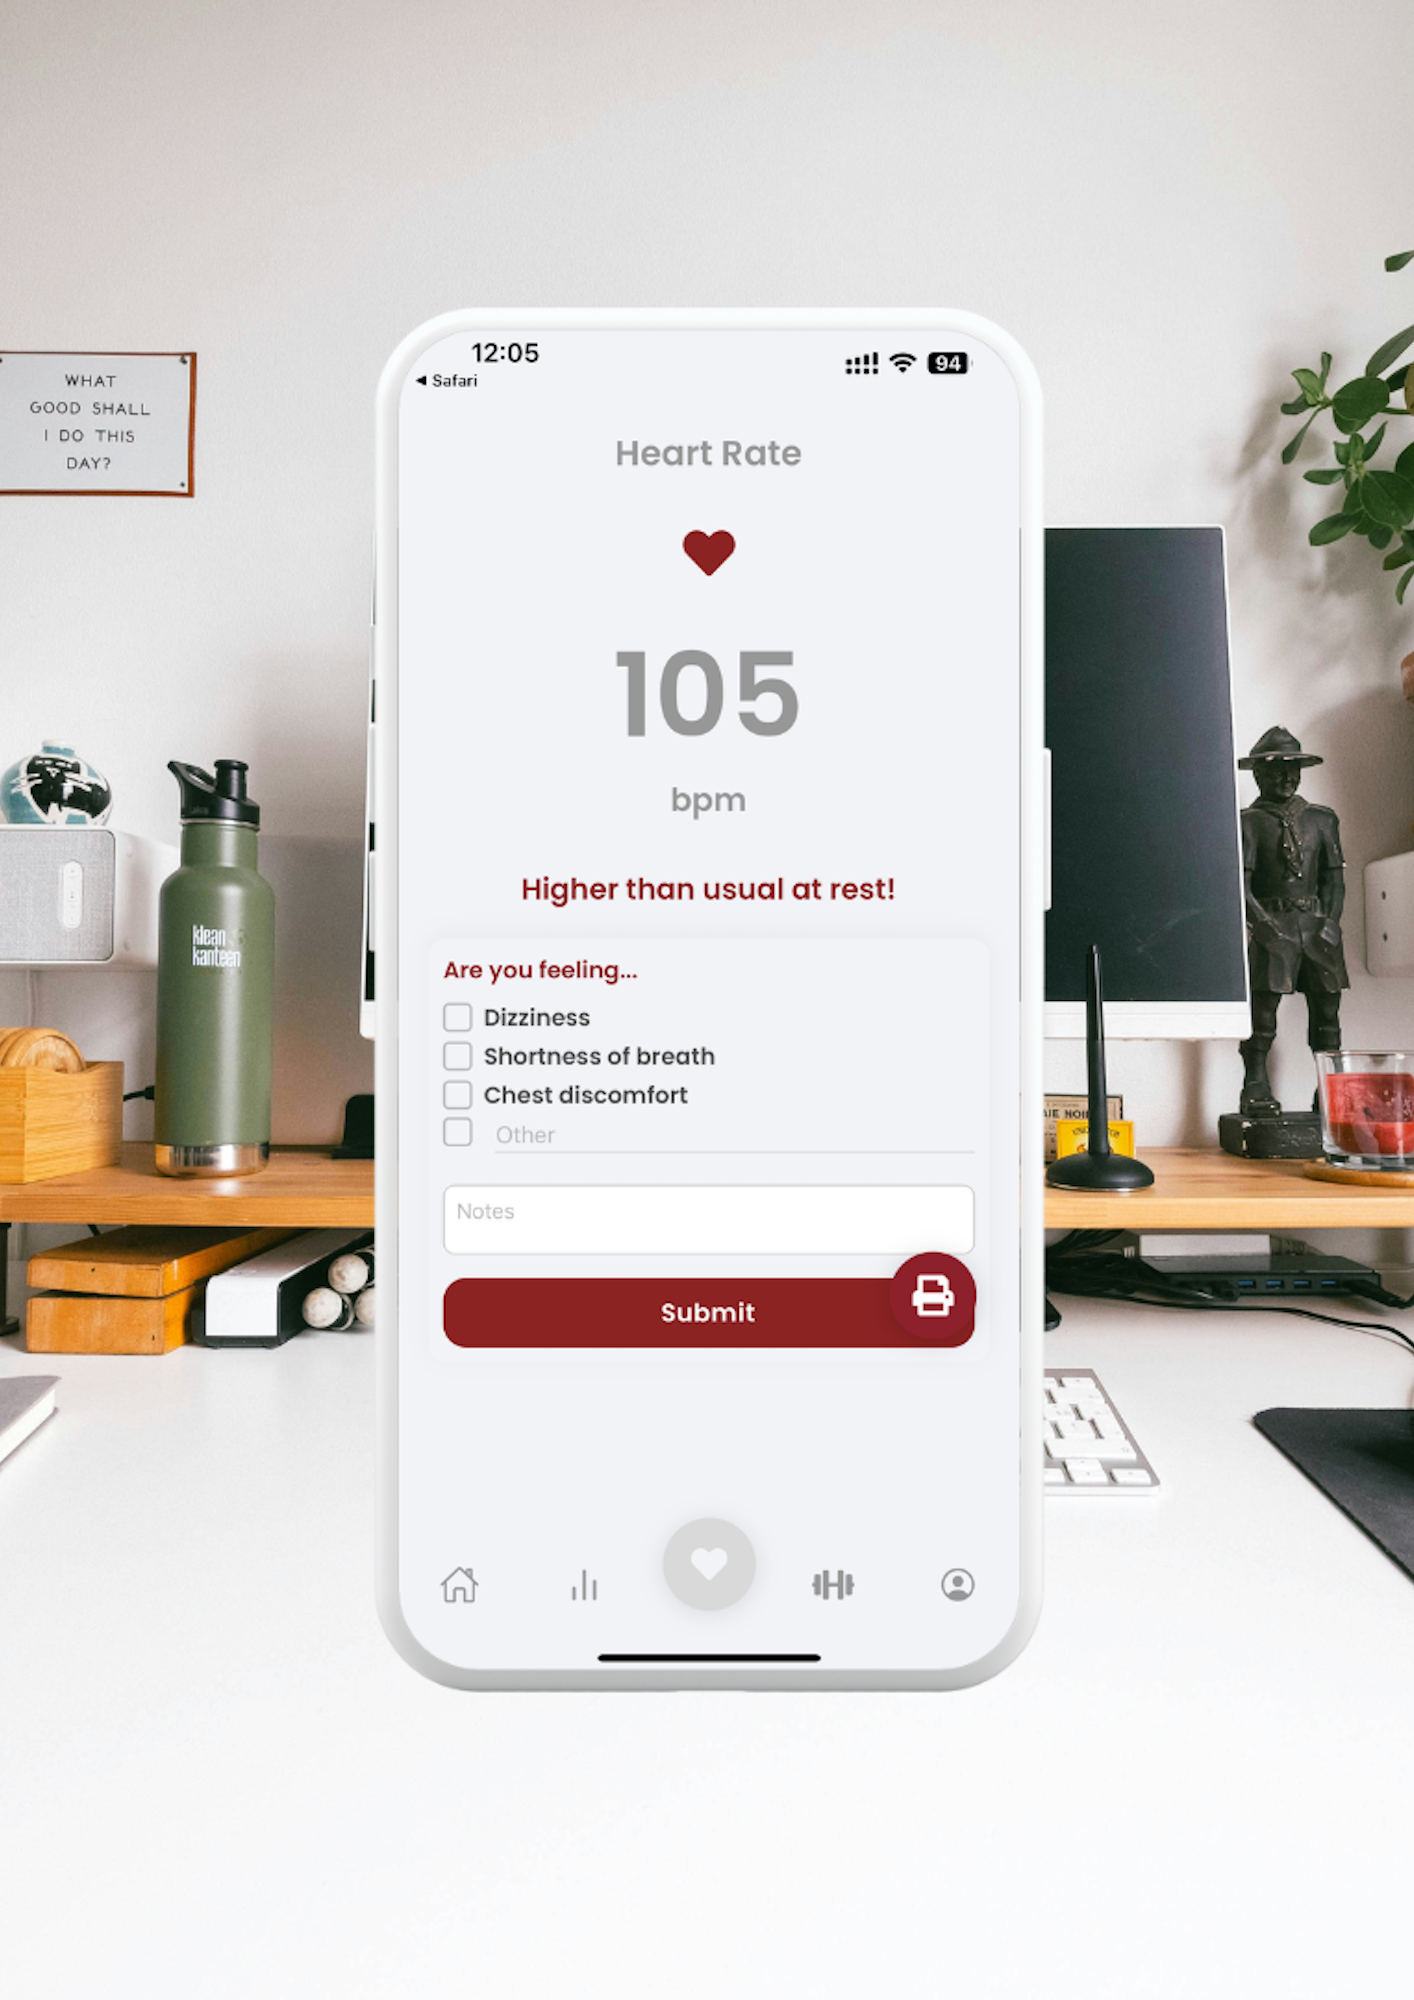 WHAT
GOOD SHALL
I DO THIS
DAY?
12:05
Safari
94
Heart Rate
105
bpm
Higher than usual at rest!
Are you feeling...
Dizziness
Shortness of breath
Chest discomfort
Other
Notes
Submit
klean
kanteen